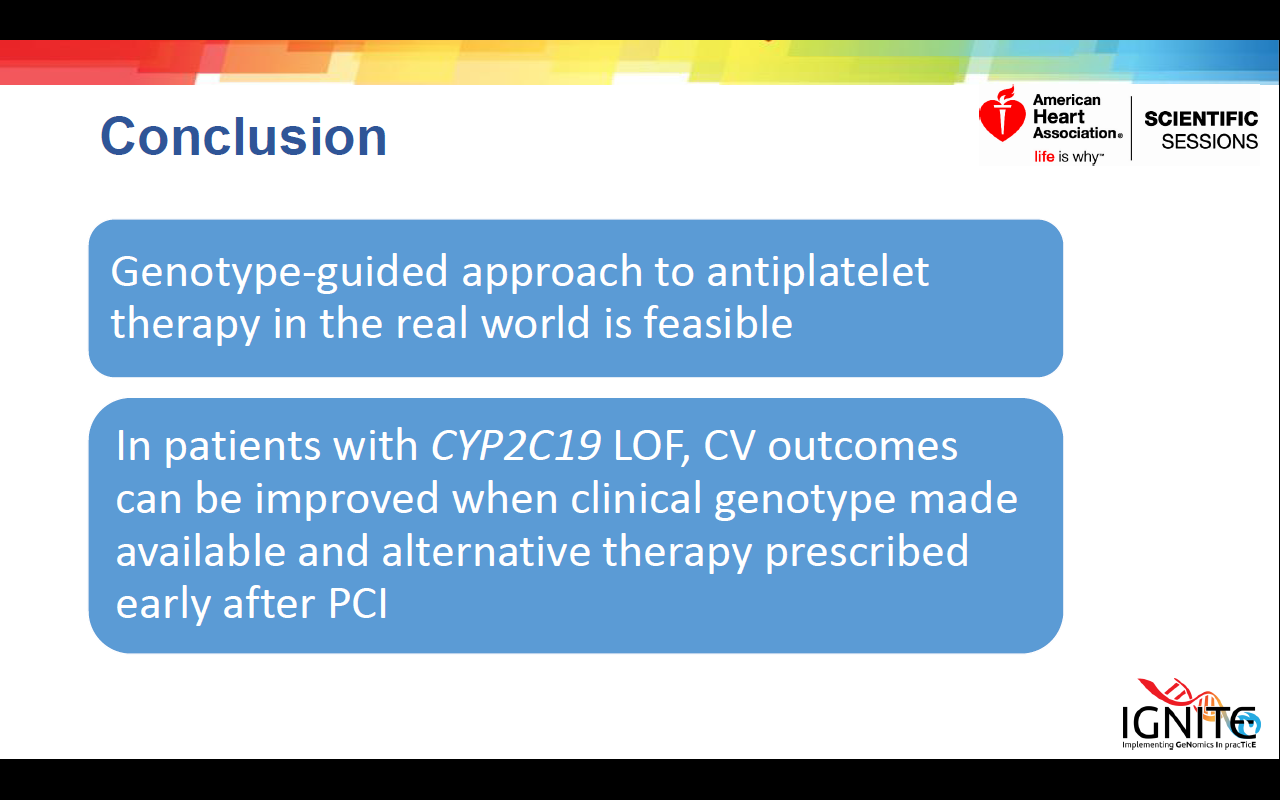 Conclusion
American
Heart
Association®
life is why™
SCIENTIFIC
SESSIONS
Genotype-guided approach to antiplatelet
therapy in the real world is feasible
In patients with CYP2C19 LOF, CV outcomes
can be improved when clinical genotype made
available and alternative therapy prescribed
early after PCI
IGNITE
Implementing GeNomics In pracTicE